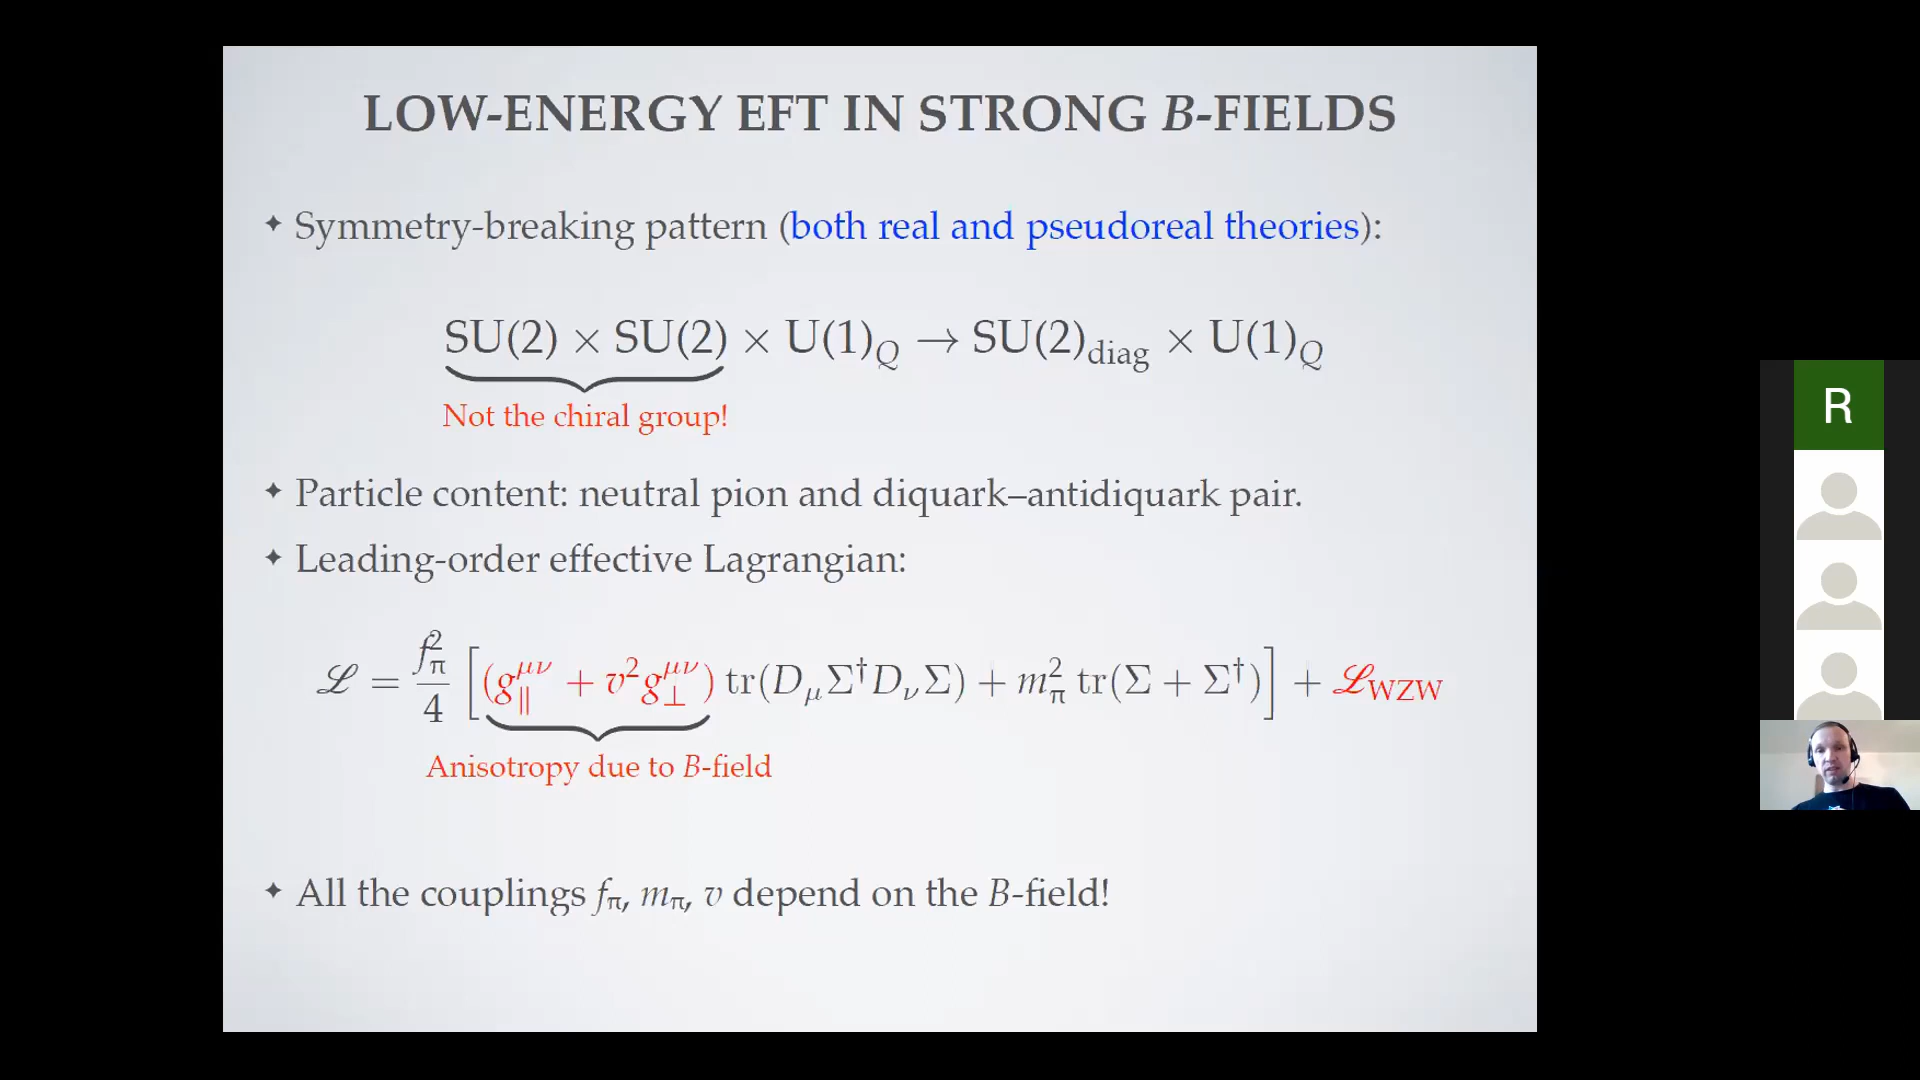 LOW-ENERGY EFT IN STRONG B-FIELDS
✦ Symmetry-breaking pattern (both real and pseudoreal theories):
SU(2) × SU(2) × U(1)_Q → SU(2)_diag × U(1)_Q
Not the chiral group!
✦ Particle content: neutral pion and diquark–antidiquark pair.
✦ Leading-order effective Lagrangian:
ℒ = f_π^2/4 [(g_∥^{μν} + v^2 g_⊥^{μν}) tr(D_μ Σ^† D_ν Σ) + m_π^2 tr(Σ + Σ^†)] + ℒ_WZW
Anisotropy due to B-field
✦ All the couplings f_π, m_π, v depend on the B-field!
R